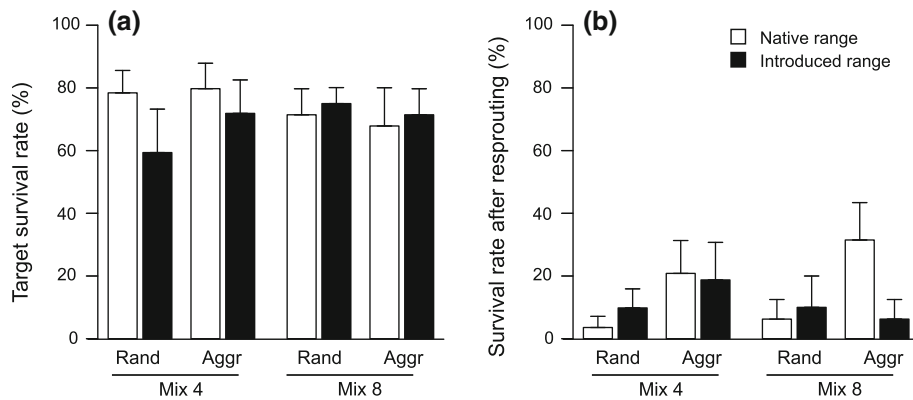 (a)
Target survival rate (%)
100
80
60
40
20
0
Rand Aggr Rand Aggr
Mix 4 Mix 8
(b)
Survival rate after resprouting (%)
100
80
60
40
20
0
Native range
Introduced range
Rand Aggr Rand Aggr
Mix 4 Mix 8